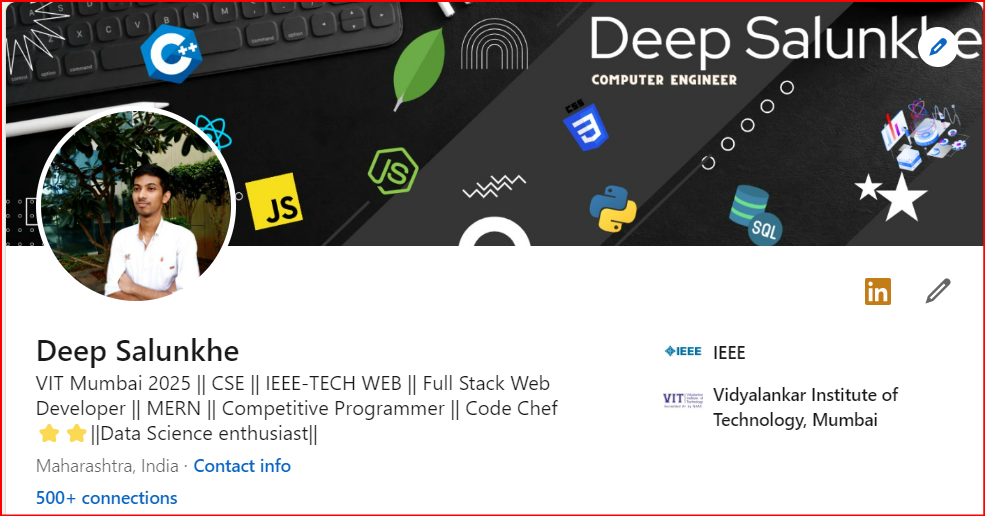 Deep Salunkhe
COMPUTER ENGINEER
C++
CSS
3
JS
JS
SQL
in
Deep Salunkhe
VIT Mumbai 2025 || CSE || IEEE-TECH WEB || Full Stack Web
Developer || MERN || Competitive Programmer || Code Chef
⭐ ⭐||Data Science enthusiast||
Maharashtra, India · Contact info
500+ connections
IEEE IEEE
VIT Vidyalankar Institute of
Technology, Mumbai